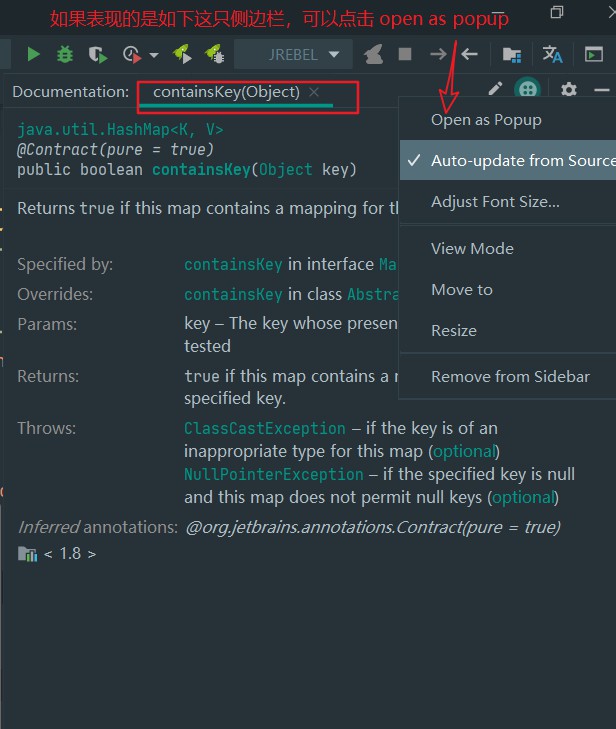 如果表现的是如下这只侧边栏，可以点击 open as popup
JREBEL
Documentation: containsKey(Object)
java.util.HashMap<K, V>
Open as Popup
@Contract(pure = true)
public boolean containsKey(Object key)
Auto-update from Source
Returns true if this map contains a mapping for th
Adjust Font Size...
View Mode
Specified by: containsKey in interface Ma
Overrides: containsKey in class Abstra
Move to
Params: key – The key whose presen
tested
Resize
Returns: true if this map contains a
specified key.
Remove from Sidebar
Throws: ClassCastException – if the key is of an
inappropriate type for this map (optional)
NullPointerException – if the specified key is null
and this map does not permit null keys (optional)
Inferred annotations: @org.jetbrains.annotations.Contract(pure = true)
< 1.8 >